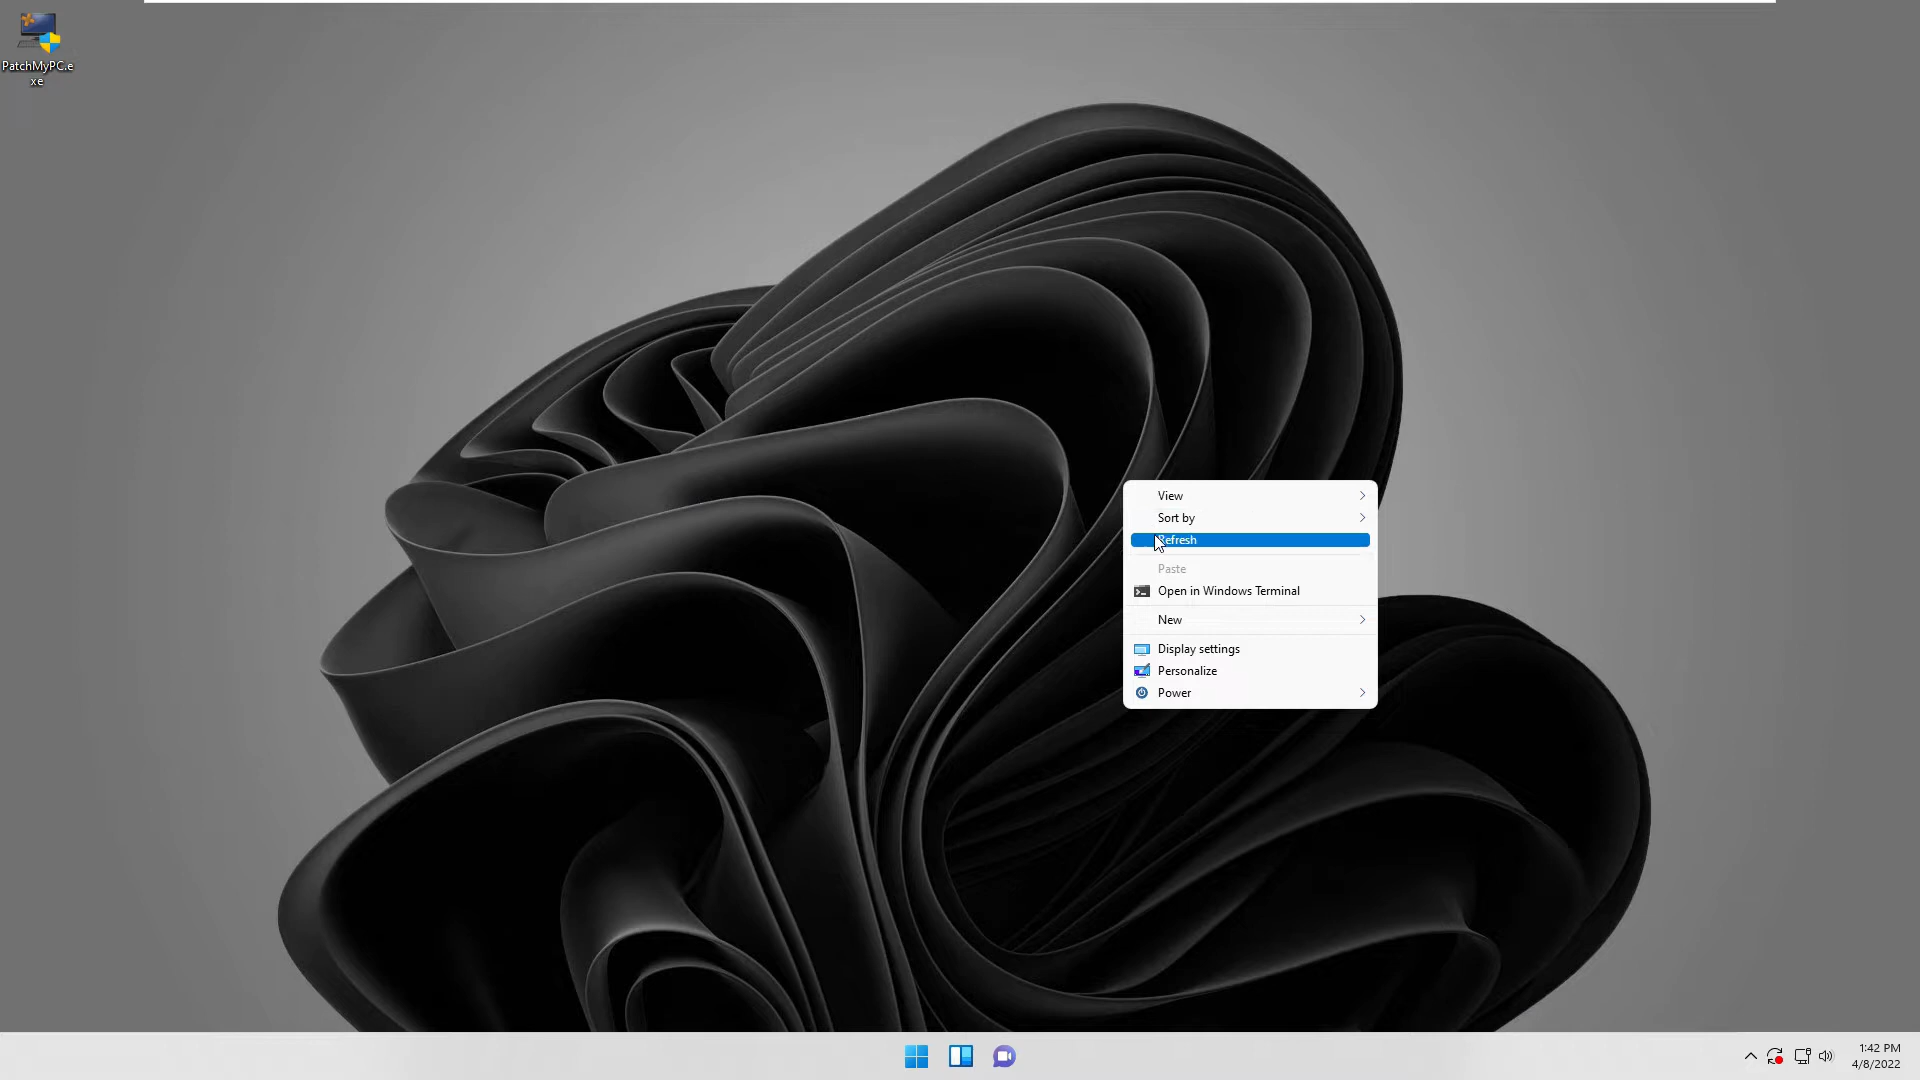 PatchMyPC.e
xe
View
Sort by
Refresh
Paste
Open in Windows Terminal
New
Display settings
Personalize
Power
1:42 PM
4/8/2022